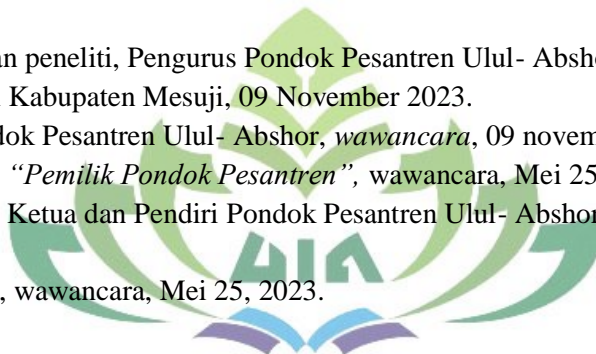 an peneliti, Pengurus Pondok Pesantren Ulul- Absho
Kabupaten Mesuji, 09 November 2023.
dok Pesantren Ulul- Abshor, wawancara, 09 novem
“Pemilik Pondok Pesantren”, wawancara, Mei 25
Ketua dan Pendiri Pondok Pesantren Ulul- Abshor
, wawancara, Mei 25, 2023.
UIN